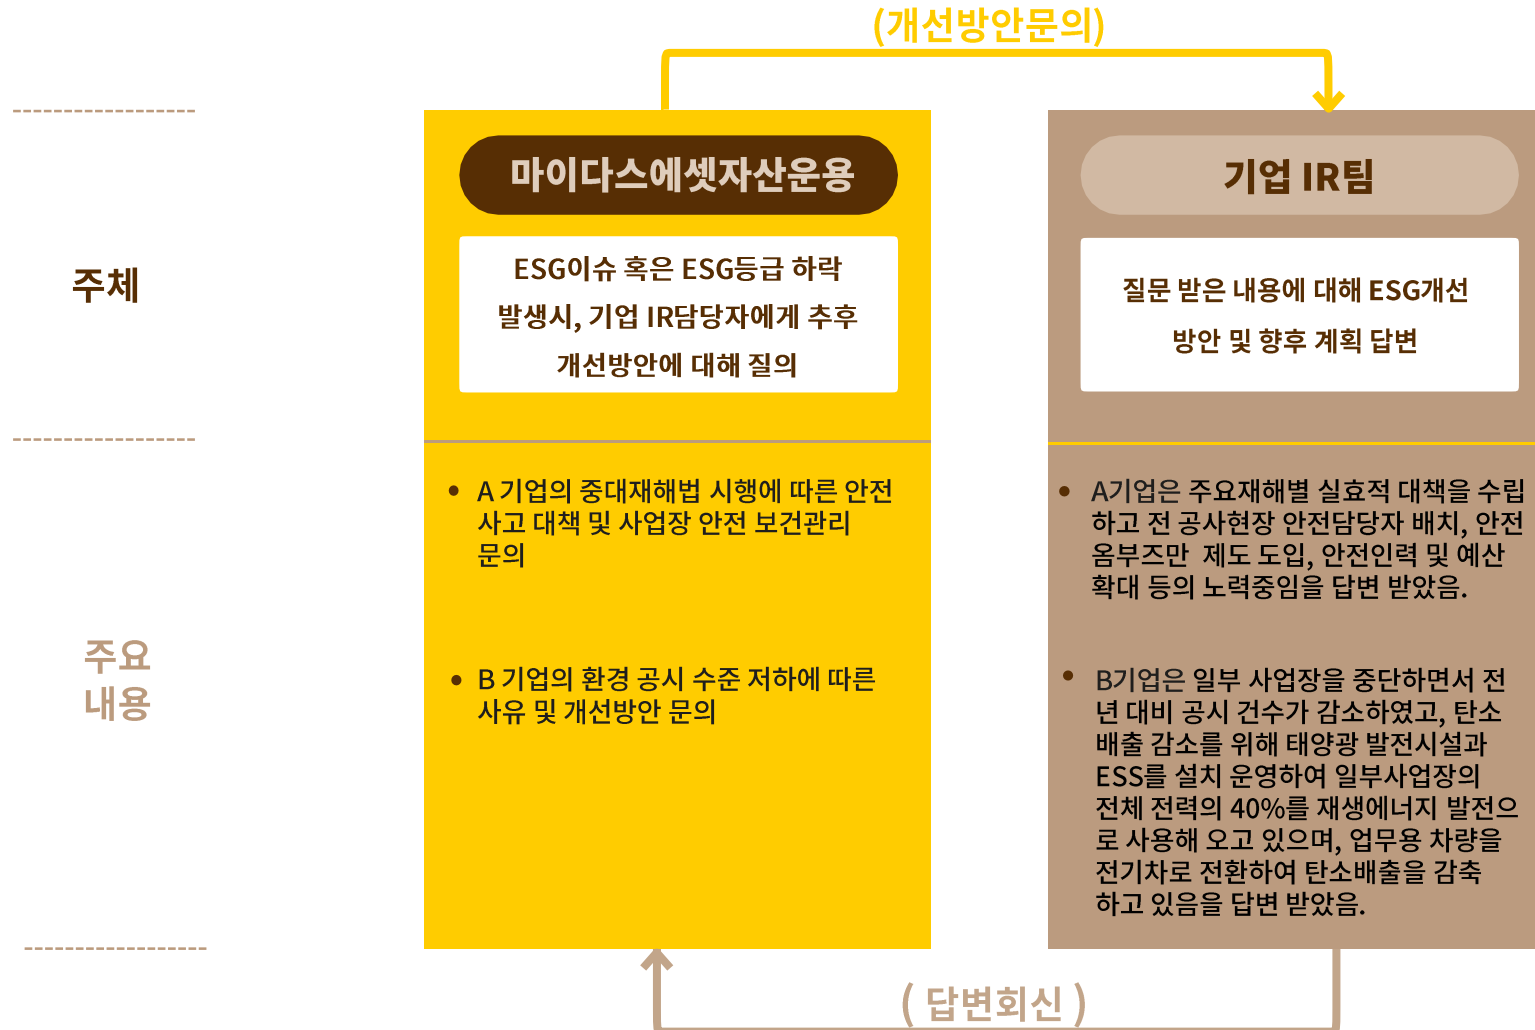 (개선방안문의)
주체
마이다스에셋자산운용
ESG이슈 혹은 ESG등급 하락
발생시, 기업 IR담당자에게 추후
개선방안에 대해 질의
기업 IR팀
질문 받은 내용에 대해 ESG개선
방안 및 향후 계획 답변
주요
내용
• A 기업의 중대재해법 시행에 따른 안전
사고 대책 및 사업장 안전 보건관리
문의
• B 기업의 환경 공시 수준 저하에 따른
사유 및 개선방안 문의
• A기업은 주요재해별 실효적 대책을 수립
하고 전 공사현장 안전담당자 배치, 안전
옴부즈만 제도 도입, 안전인력 및 예산
확대 등의 노력중임을 답변 받았음.
• B기업은 일부 사업장을 중단하면서 전
년 대비 공시 건수가 감소하였고, 탄소
배출 감소를 위해 태양광 발전시설과
ESS를 설치 운영하여 일부사업장의
전체 전력의 40%를 재생에너지 발전으
로 사용해 오고 있으며, 업무용 차량을
전기차로 전환하여 탄소배출을 감축
하고 있음을 답변 받았음.
( 답변회신 )